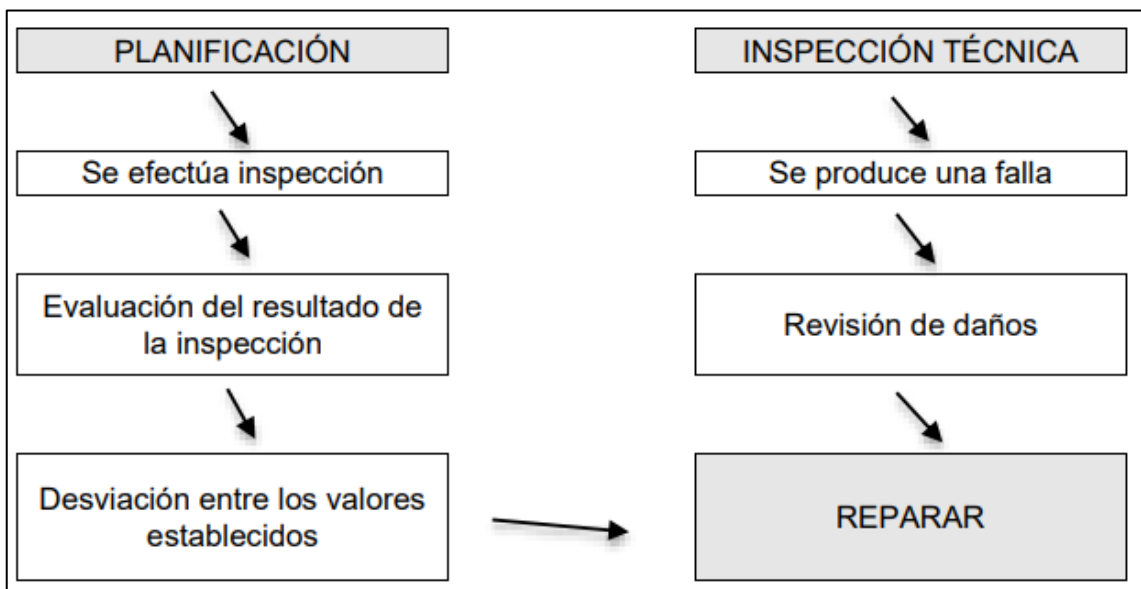 PLANIFICACIÓN
Se efectúa inspección
Evaluación del resultado de
la inspección
Desviación entre los valores
establecidos
INSPECCIÓN TÉCNICA
Se produce una falla
Revisión de daños
REPARAR